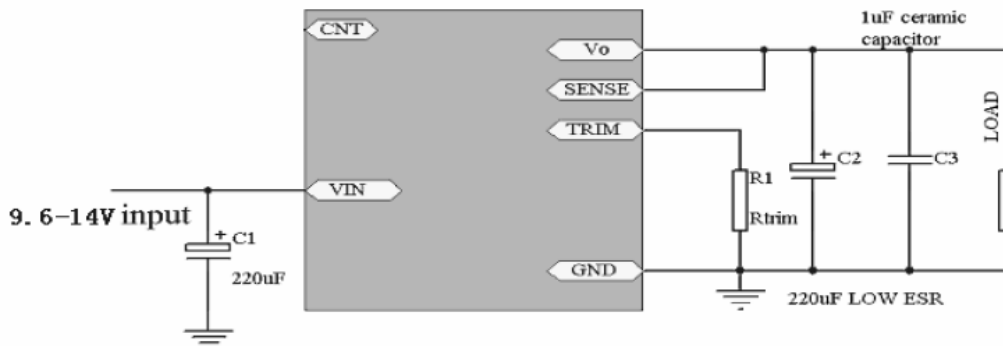 1uF ceramic
capacitor
CNT
Vo
SENSE
TRIM
LOAD
C2
C3
R1
Rtrim
VIN
9.6-14V input
C1
220uF
GND
220uF LOW ESR